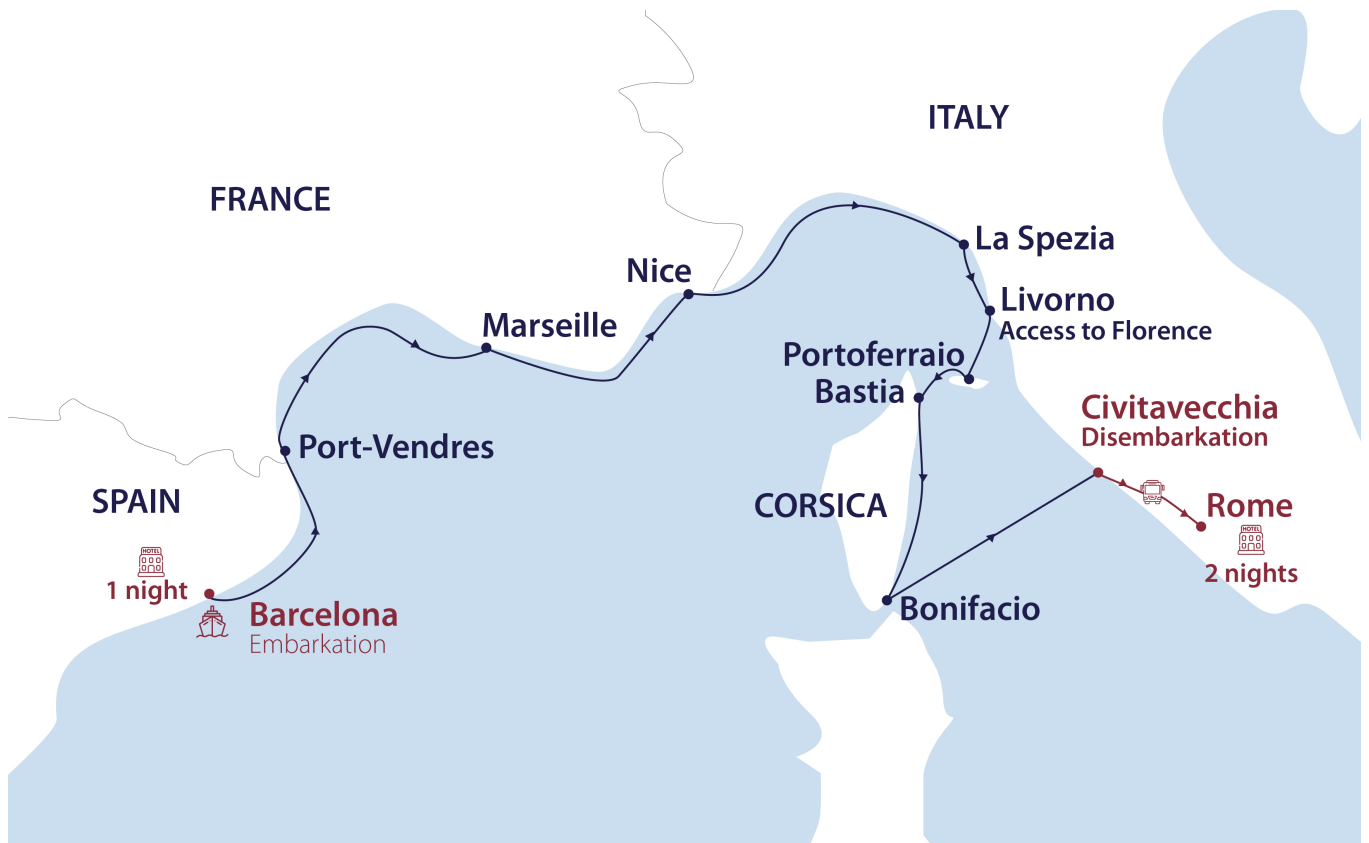 ITALY
FRANCE
La Spezia
Nice
Livorno
Access to Florence
Marseille
Portoferraio
Bastia
Civitavecchia
Disembarkation
Port-Vendres
SPAIN
CORSICA
Rome
HOTEL
2 nights
HOTEL
1 night
Barcelona
Embarkation
Bonifacio